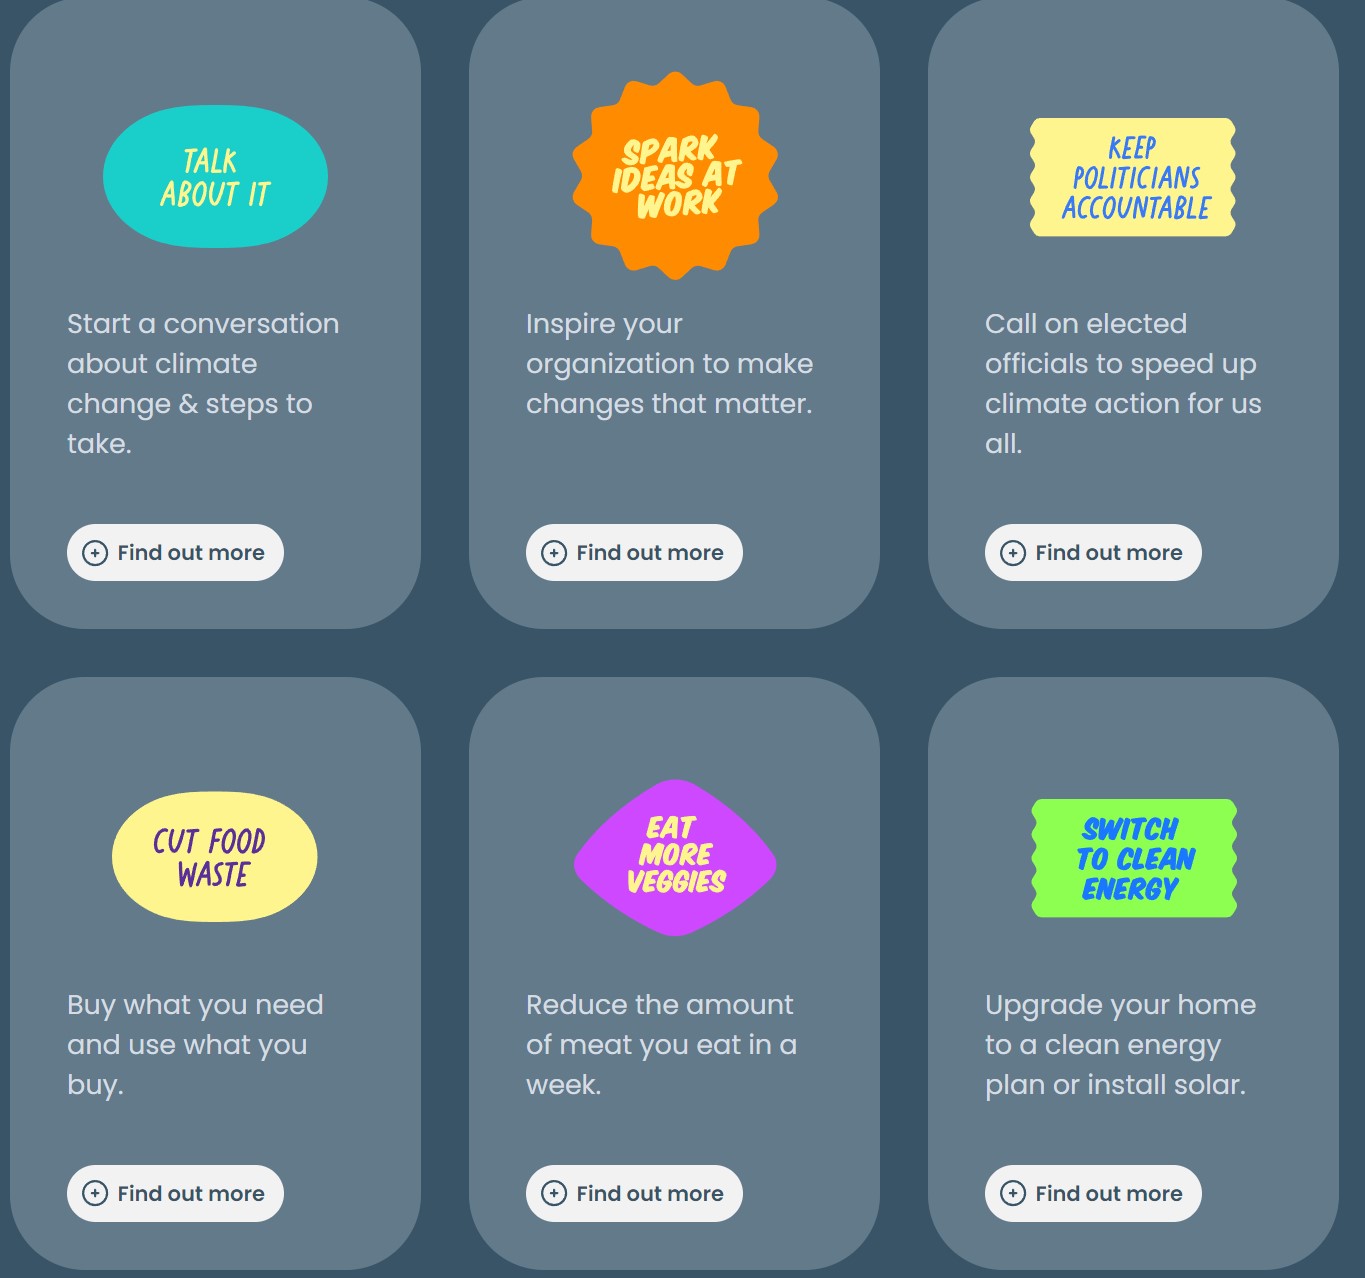 TALK
ABOUT IT
Start a conversation
about climate
change & steps to
take.
Find out more
SPARK
IDEAS AT
WORK
Inspire your
organization to make
changes that matter.
Find out more
KEEP
POLITICIANS
ACCOUNTABLE
Call on elected
officials to speed up
climate action for us
all.
Find out more
CUT FOOD
WASTE
Buy what you need
and use what you
buy.
Find out more
EAT
MORE
VEGGIES
Reduce the amount
of meat you eat in a
week.
Find out more
SWITCH
TO CLEAN
ENERGY
Upgrade your home
to a clean energy
plan or install solar.
Find out more